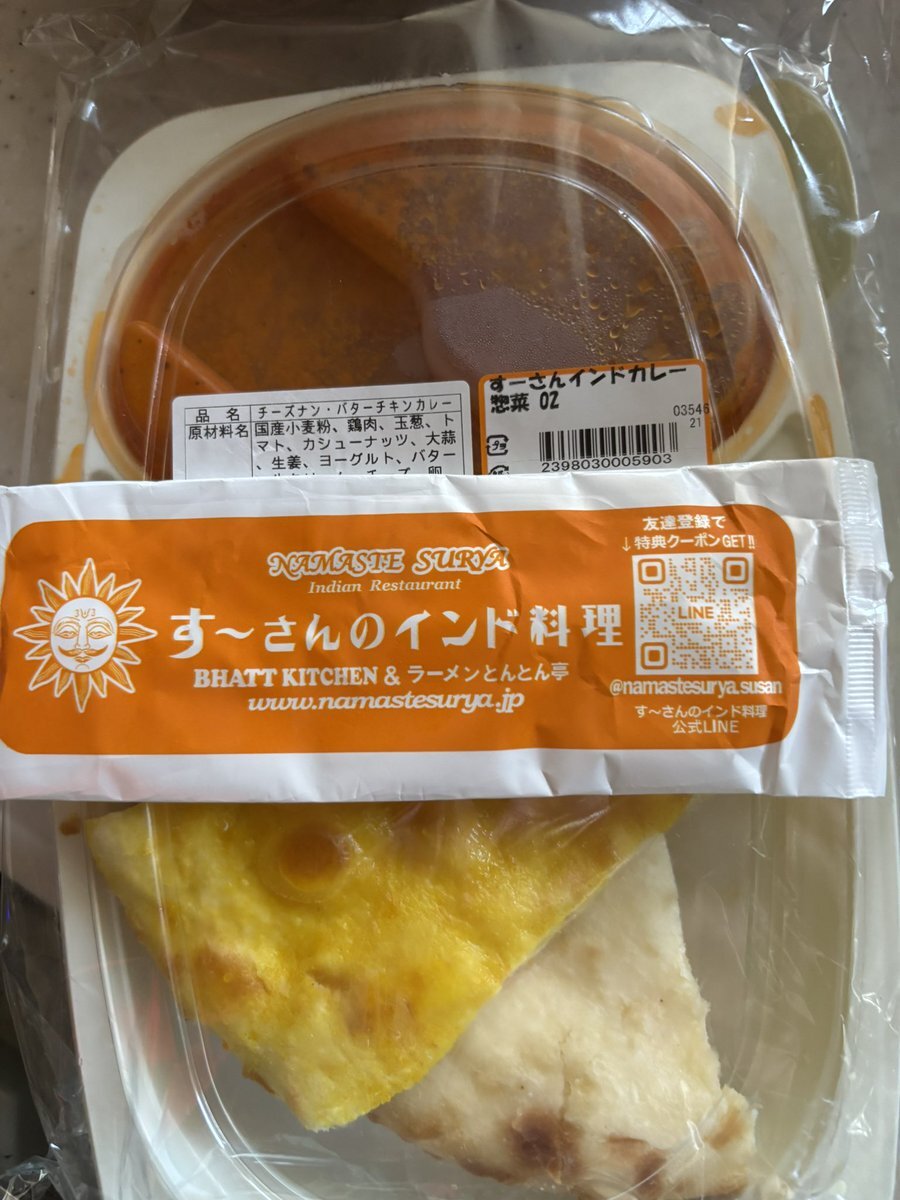 すーさんインドカレー
惣菜 02
03546
21
2398030005903
品 名 チーズナン・バターチキンカレー
原材料名 国産小麦粉、鶏肉、玉葱、ト
マト、カシューナッツ、大蒜
、生姜、ヨーグルト、バター
NAMASTE SURYA
Indian Restaurant
す〜さんのインド料理
BHATT KITCHEN & ラーメンとんとん亭
www.namastesurya.jp
友達登録で
↓特典クーポンGET!!
LINE
@namastesurya.susan
す〜さんのインド料理
公式LINE